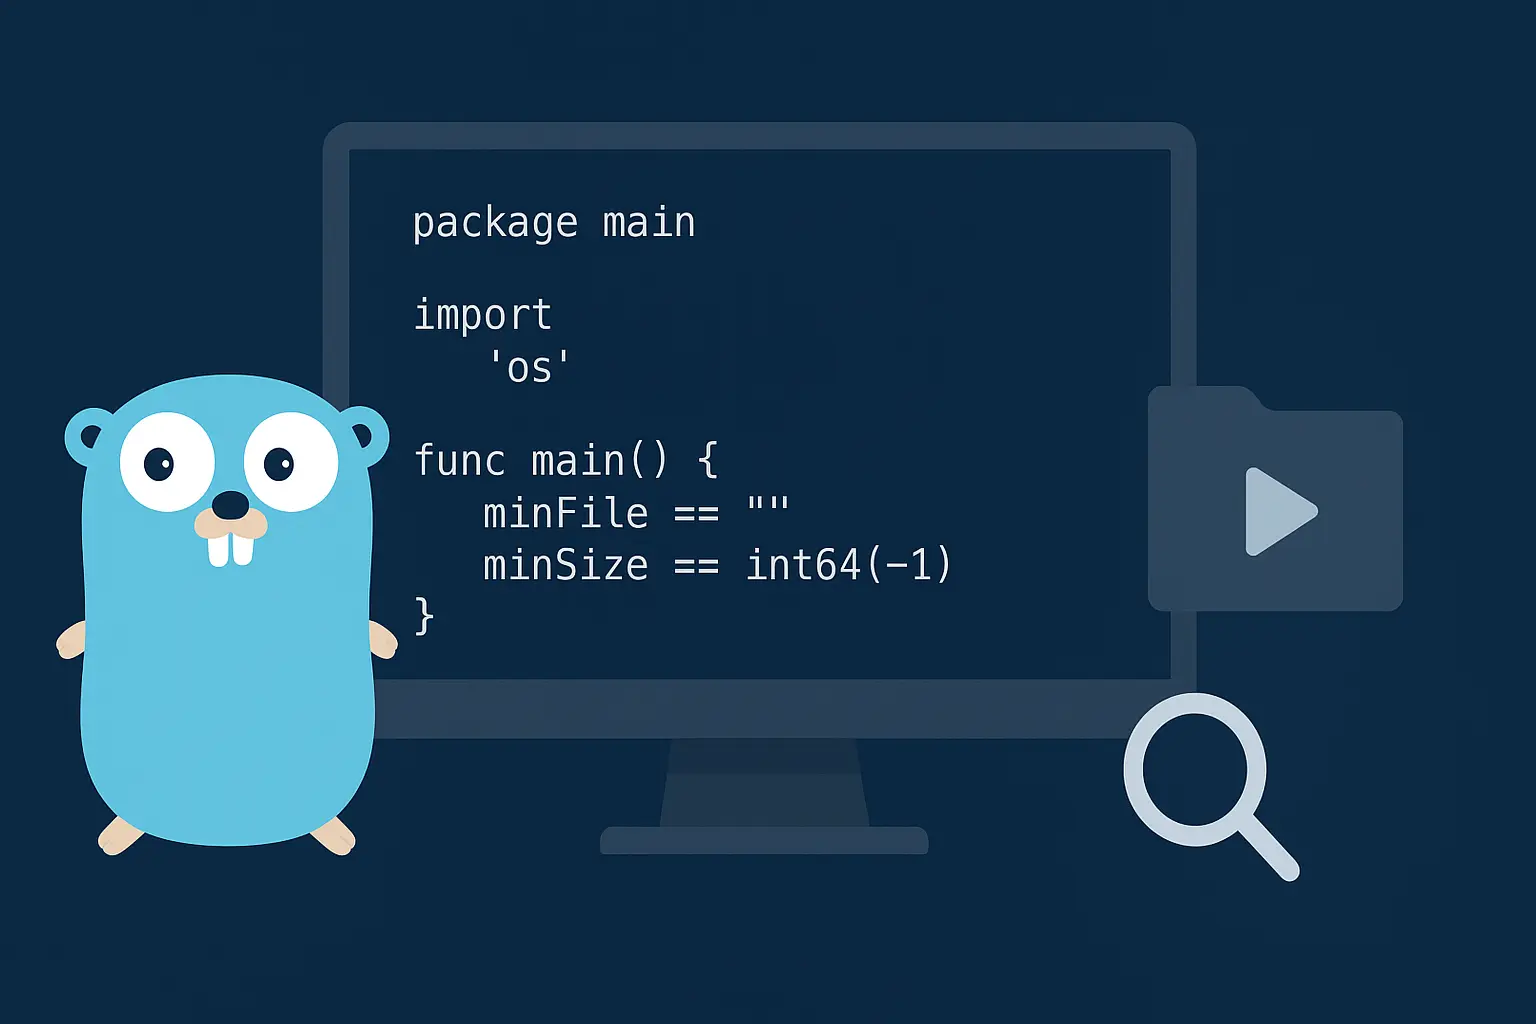 package main
import
'os'
func main() {
minFile == ""
minSize == int64(−1)
}